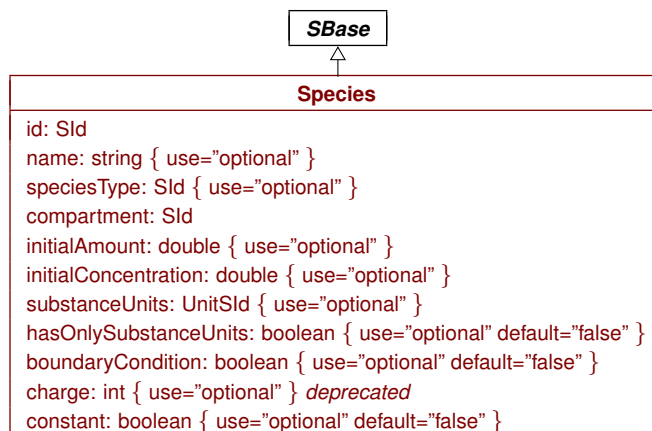 SBase
Species
id: SId
name: string { use=”optional” }
speciesType: SId { use=”optional” }
compartment: SId
initialAmount: double { use=”optional” }
initialConcentration: double { use=”optional” }
substanceUnits: UnitSId { use=”optional” }
hasOnlySubstanceUnits: boolean { use=”optional” default=”false” }
boundaryCondition: boolean { use=”optional” default=”false” }
charge: int { use=”optional” } deprecated
constant: boolean { use=”optional” default=”false” }